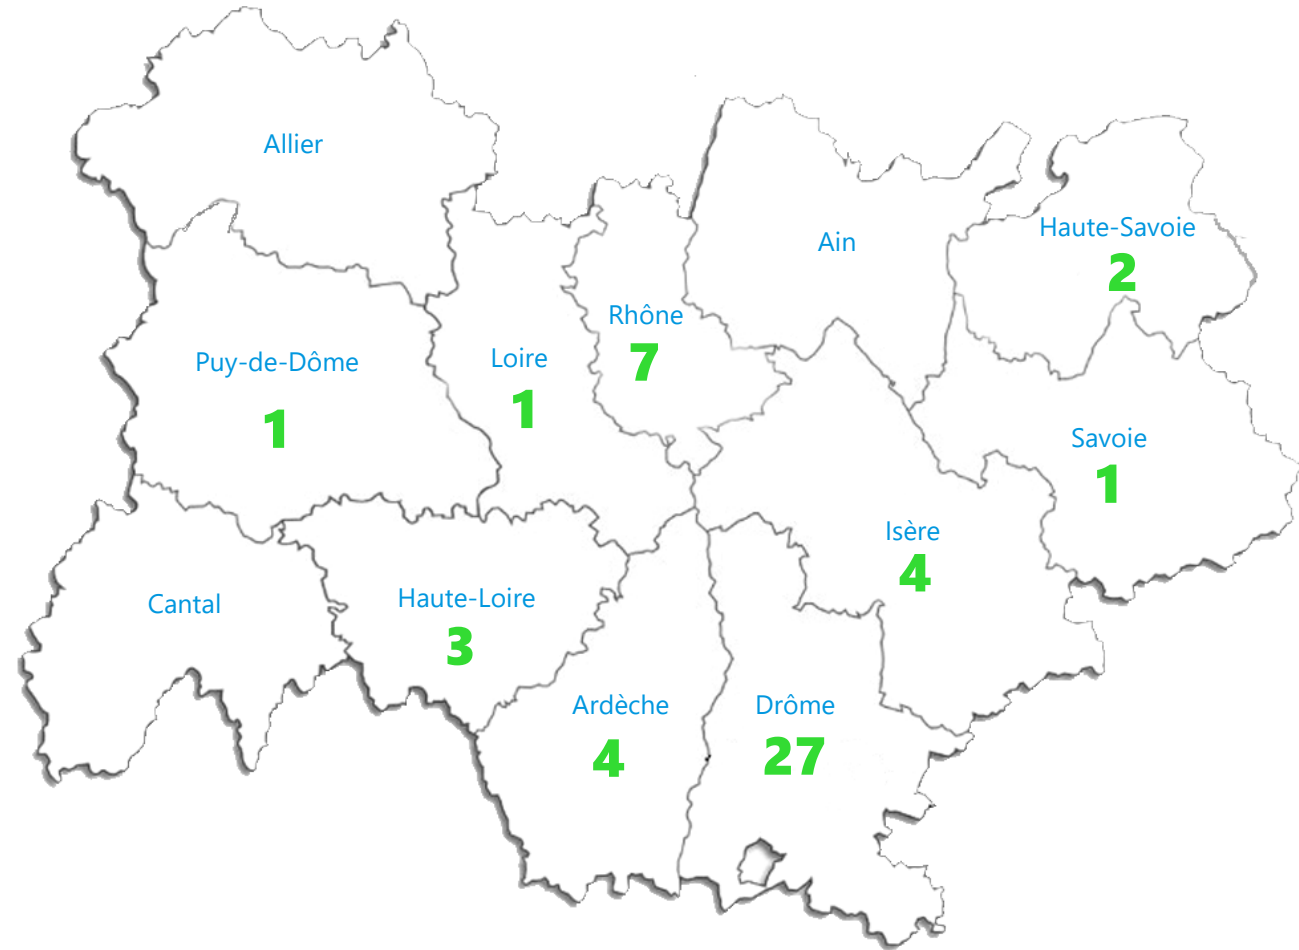 Allier
Haute-Savoie
2
Ain
Rhône
7
Loire
1
Puy-de-Dôme
1
Savoie
1
Isère
4
Haute-Loire
3
Cantal
Ardèche
4
Drôme
27